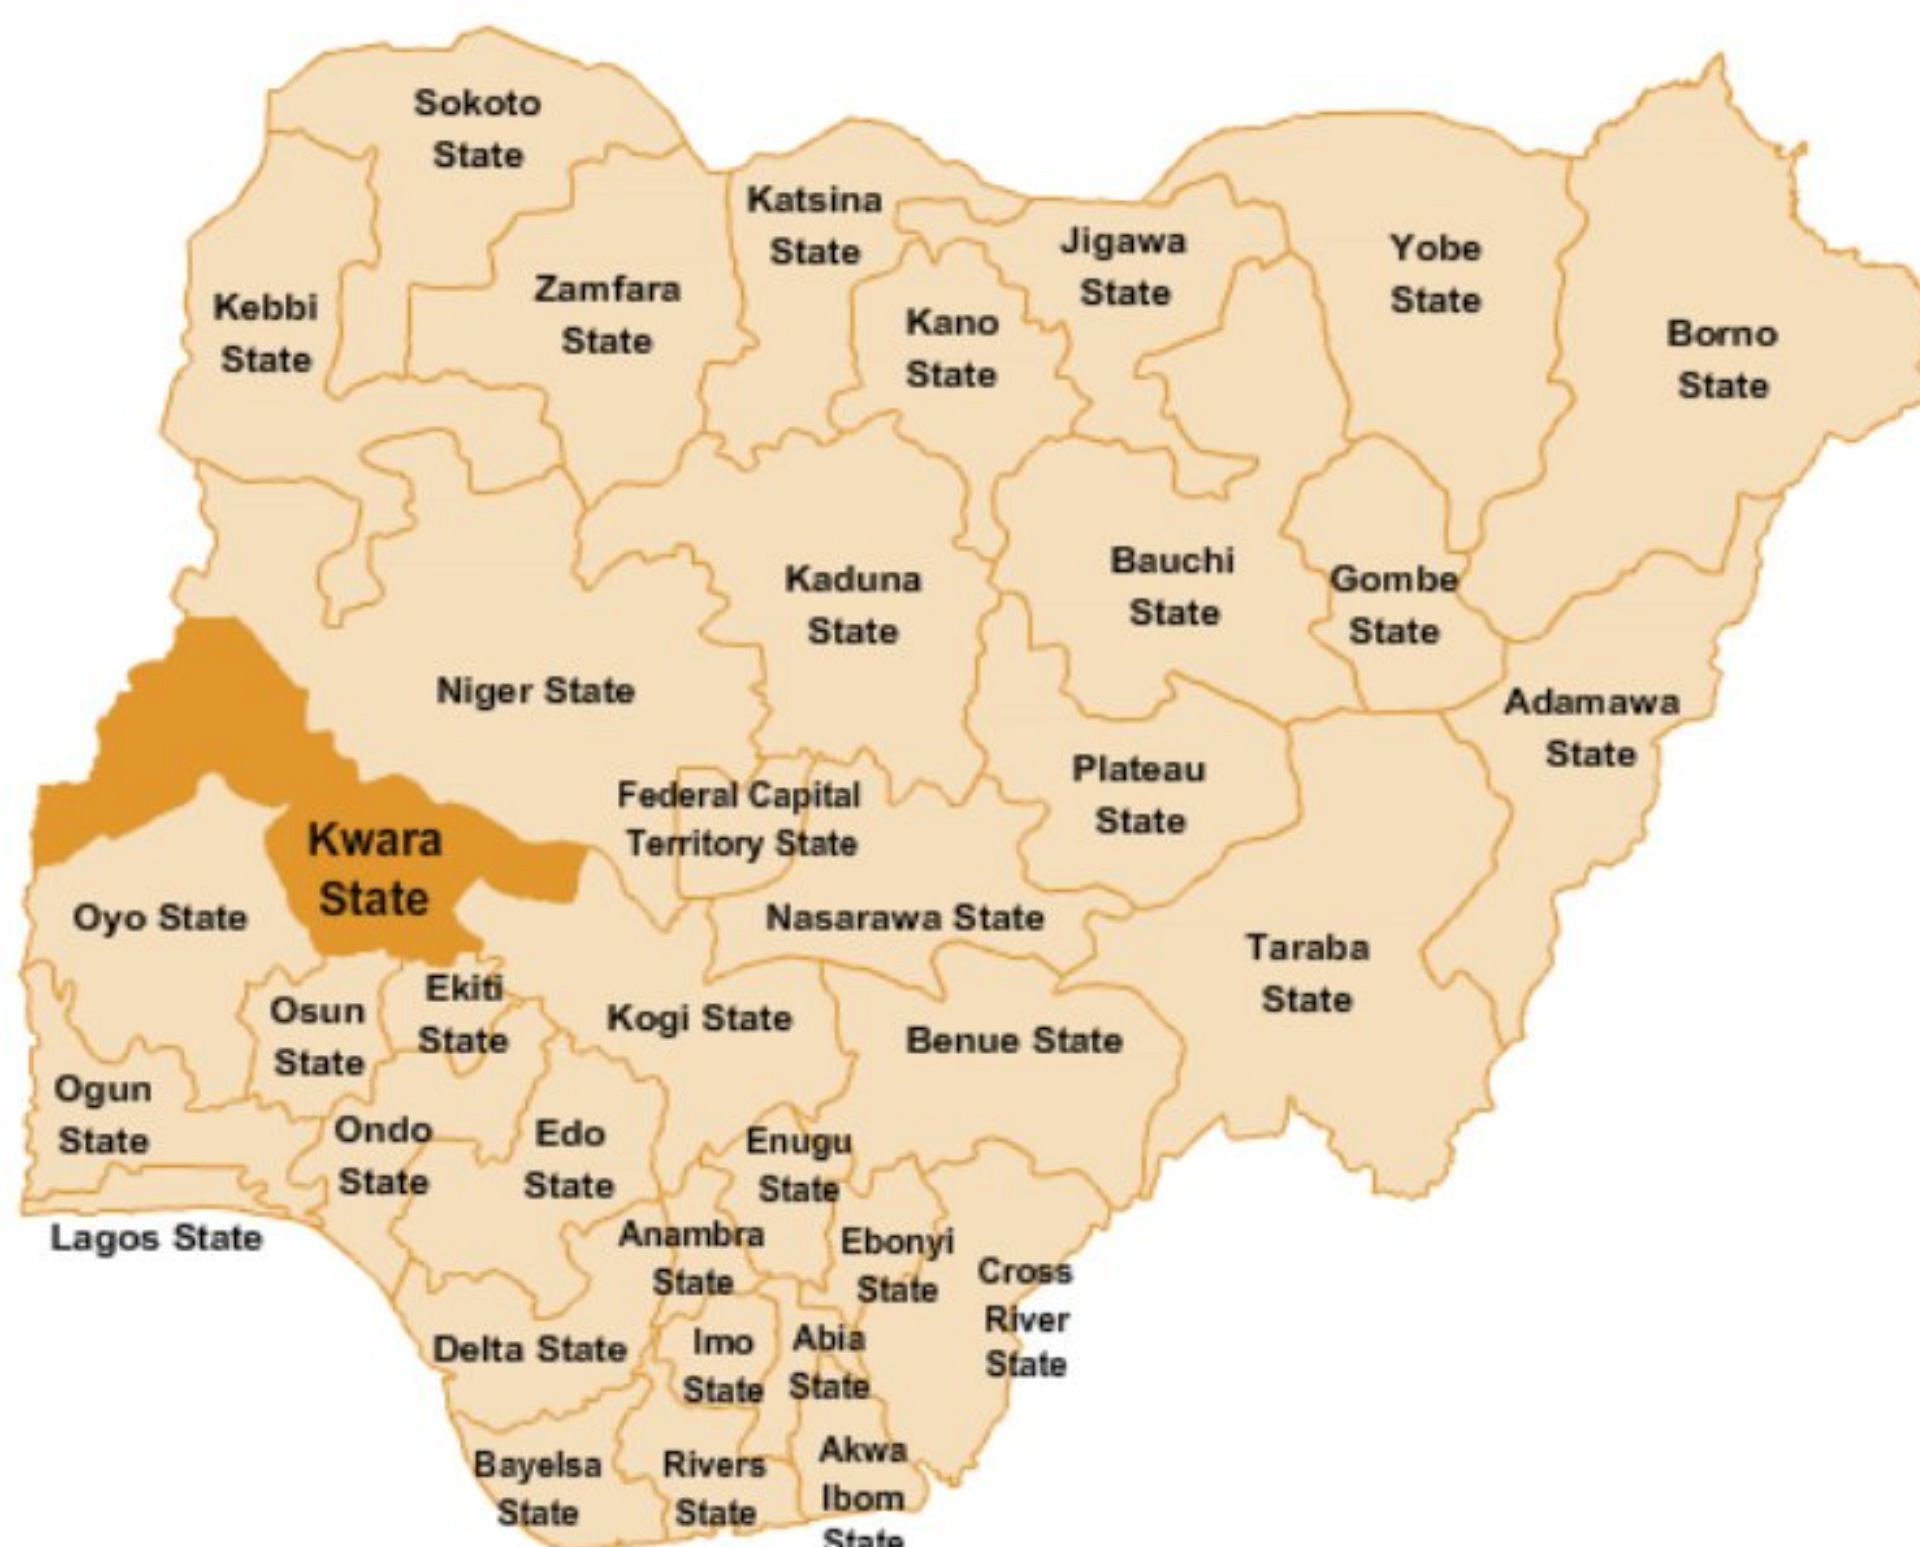 Sokoto
State
Katsina
State
Jigawa
State
Yobe
State
Kebbi
State
Zamfara
State
Kano
State
Borno
State
Kaduna
State
Bauchi
State
Gombe
State
Niger State
Adamawa
State
Federal Capital
Territory State
Plateau
State
Kwara
State
Oyo State
Nasarawa State
Taraba
State
Ekiti
State
Osun
State
Kogi State
Benue State
Ogun
State
Ondo
State
Edo
State
Enugu
State
Lagos State
Anambra
State
Ebonyi
State
Cross
River
State
Delta State
Imo
State
Abia
State
Bayelsa
State
Rivers
State
Akwa
Ibom
State